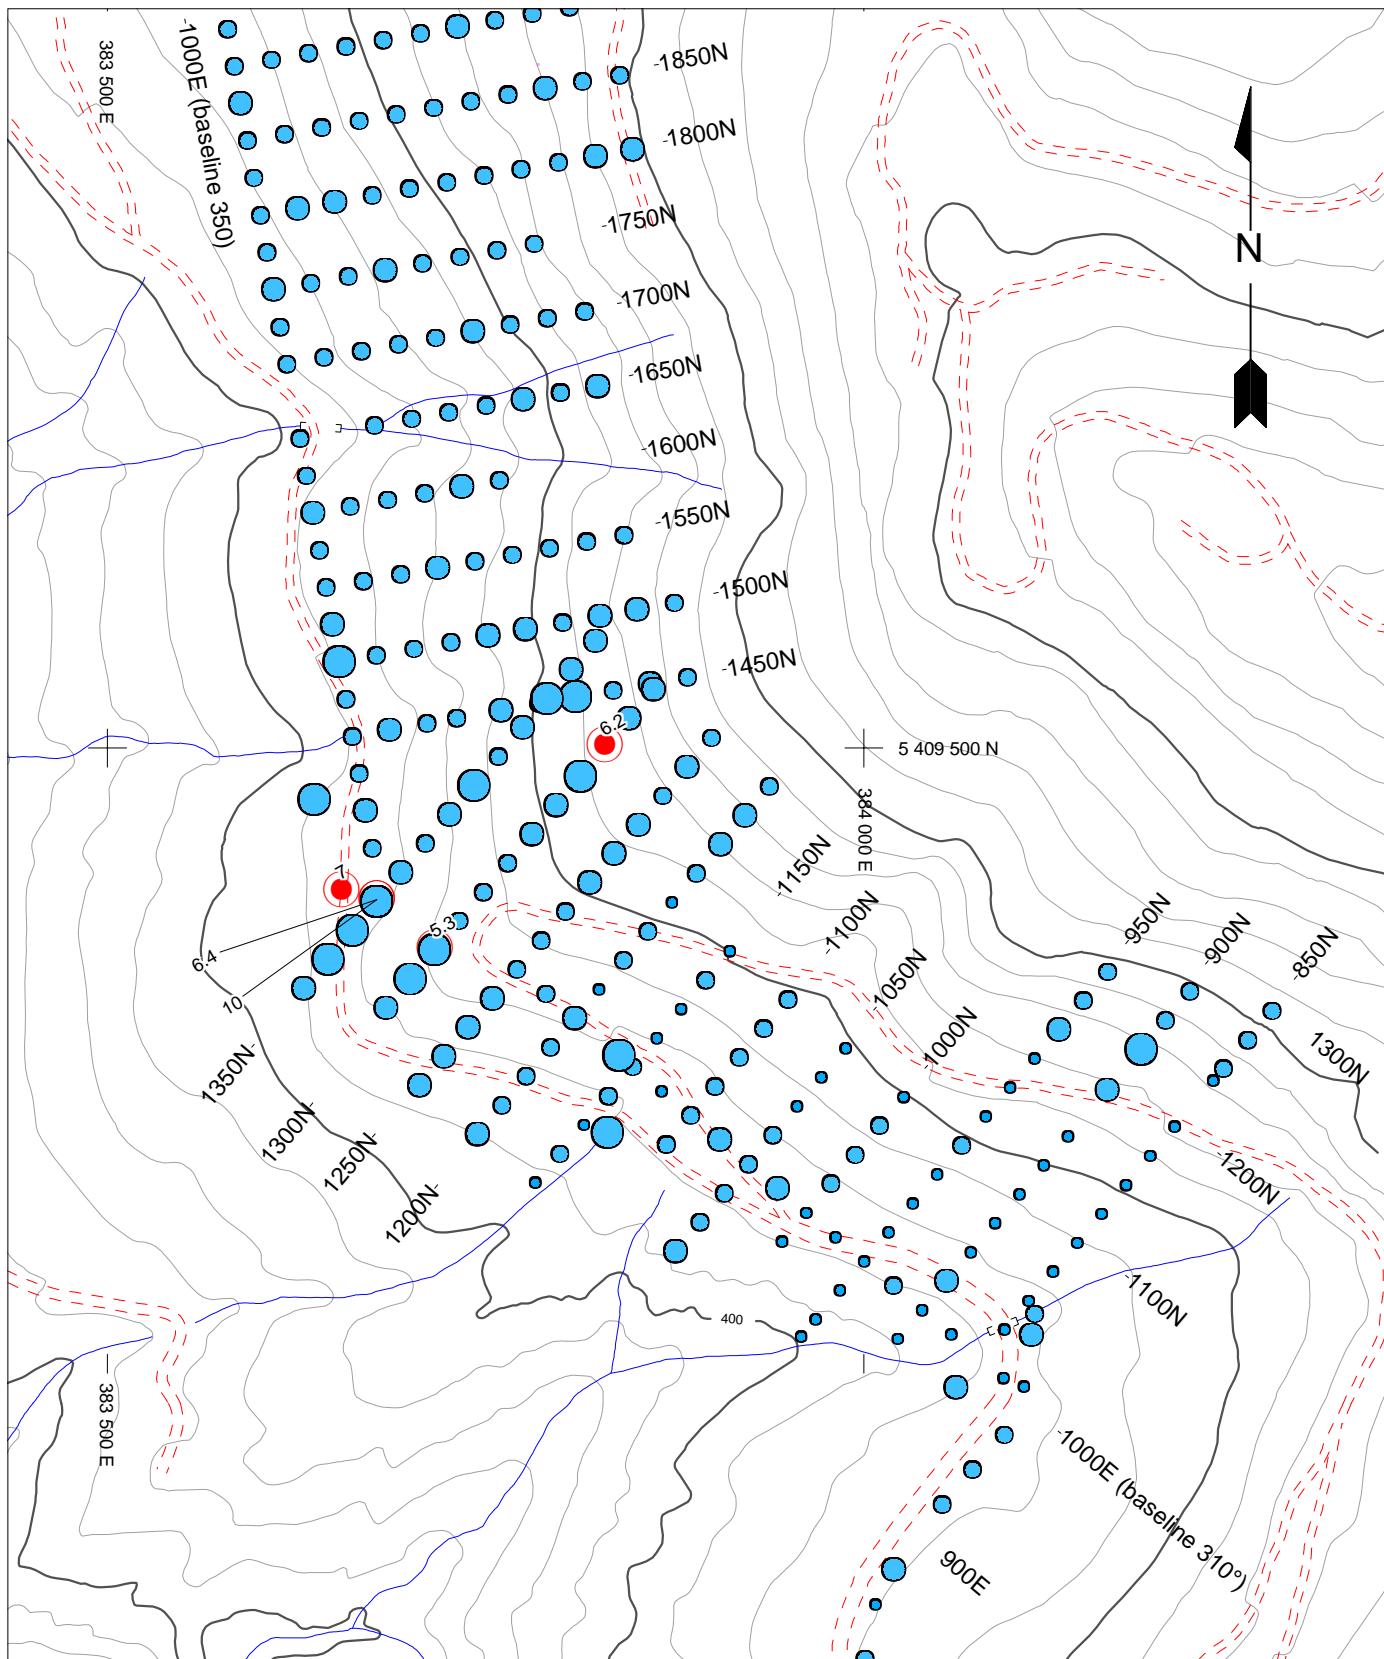 383 500 E
-1000E (baseline 350)
-1850N
-1800N
-1750N
-1700N
-1650N
-1600N
-1550N
-1500N
-1450N
N
6.2
5 409 500 N
384 000 E
7
-1150N
-1100N
-1050N
-1000N
-950N
-900N
-850N
5.3
6.4
10
1300N
1350N-
1300N-
1250N-
1200N-
-1200N
-1100N
400
383 500 E
-1000E (baseline 310°)
900E